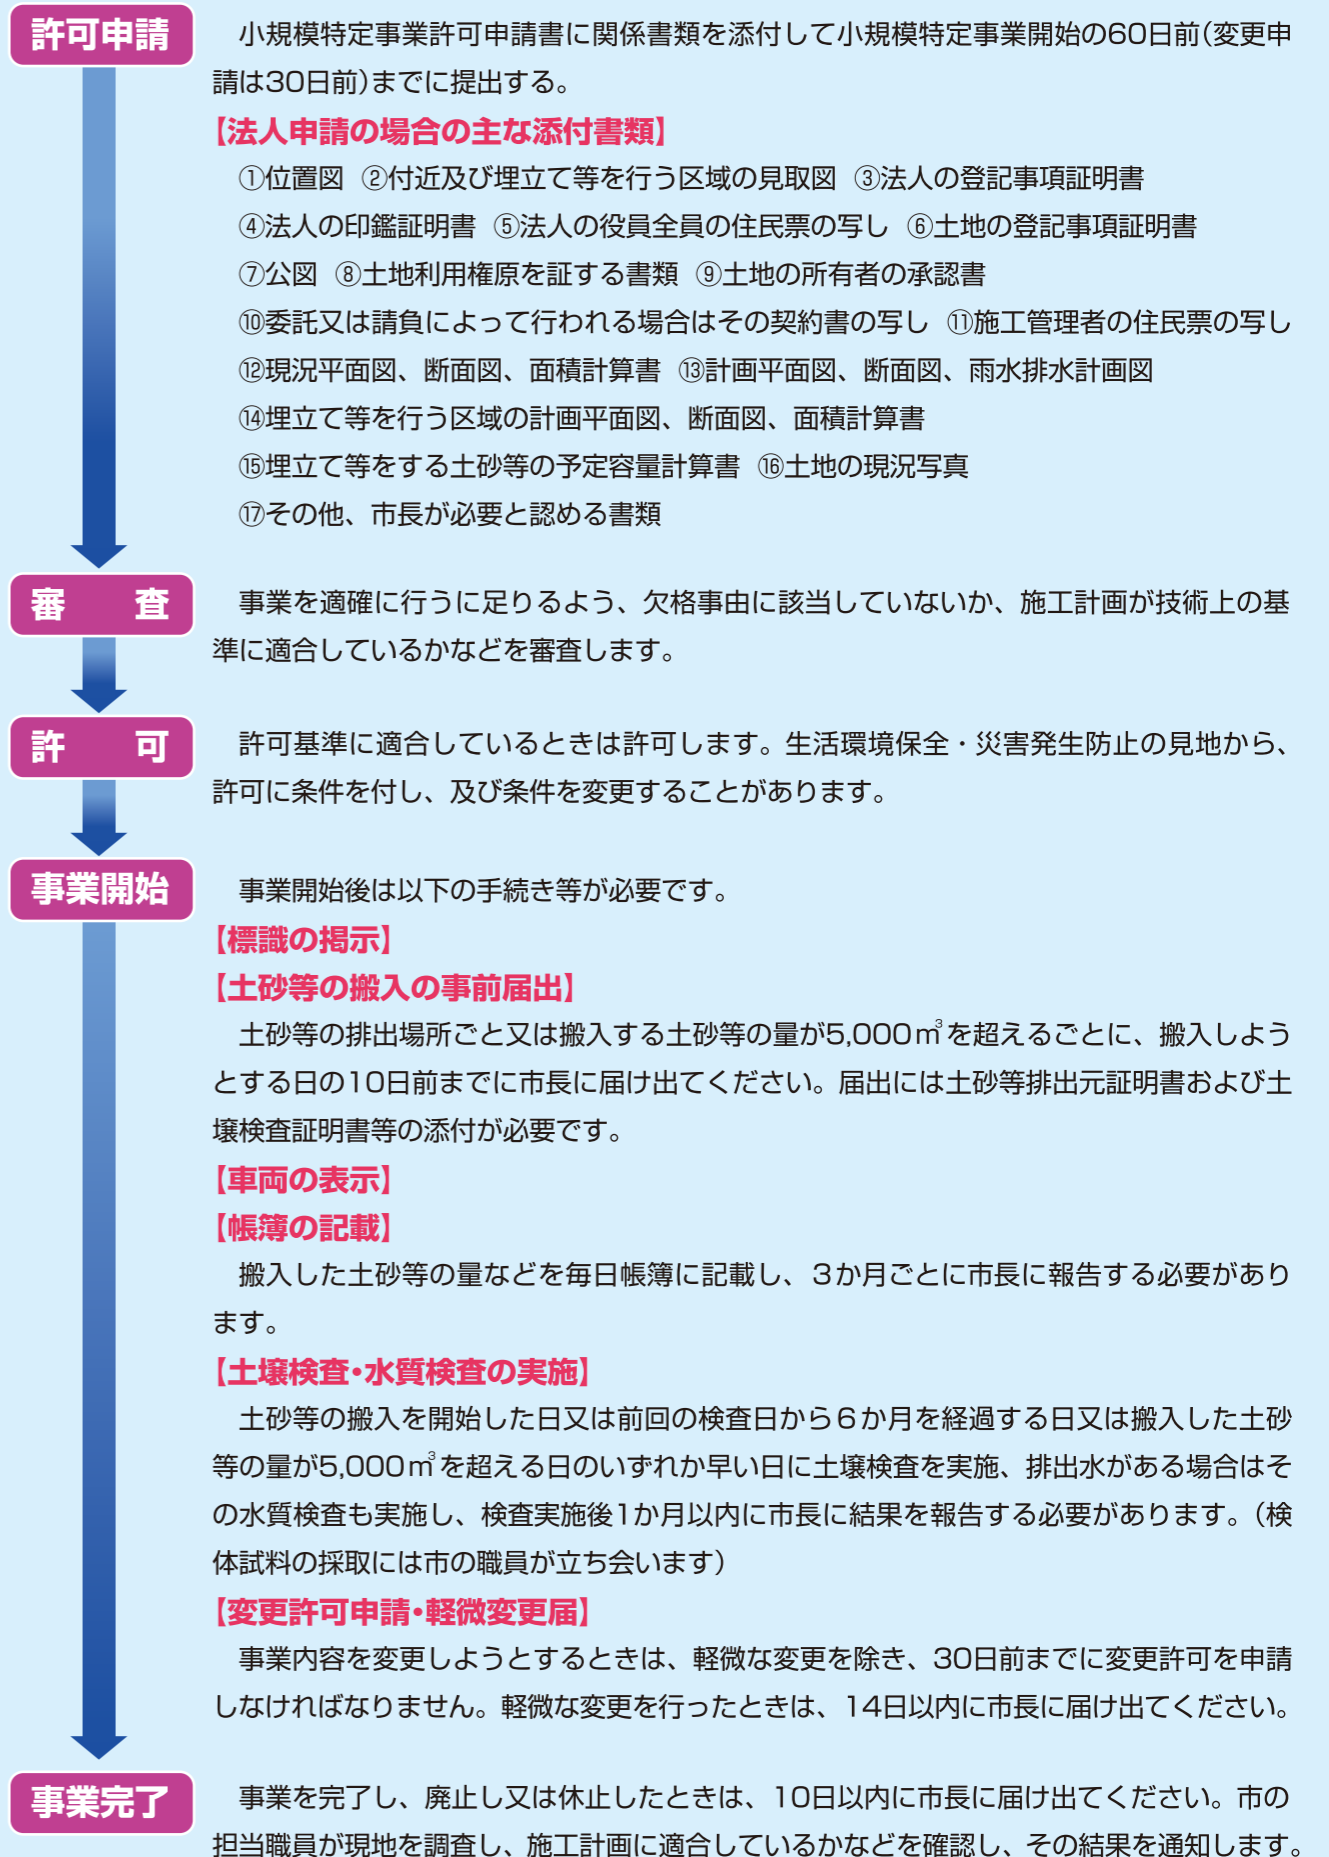 許可申請
　小規模特定事業許可申請書に関係書類を添付して小規模特定事業開始の60日前(変更申
請は30日前)までに提出する。
【法人申請の場合の主な添付書類】
①位置図 ②付近及び埋立て等を行う区域の見取図 ③法人の登記事項証明書
④法人の印鑑証明書 ⑤法人の役員全員の住民票の写し ⑥土地の登記事項証明書
⑦公図 ⑧土地利用権原を証する書類 ⑨土地の所有者の承認書
⑩委託又は請負によって行われる場合はその契約書の写し ⑪施工管理者の住民票の写し
⑫現況平面図、断面図、面積計算書 ⑬計画平面図、断面図、雨水排水計画図
⑭埋立て等を行う区域の計画平面図、断面図、面積計算書
⑮埋立て等をする土砂等の予定容量計算書 ⑯土地の現況写真
⑰その他、市長が必要と認める書類
審　査
　事業を適確に行うに足りるよう、欠格事由に該当していないか、施工計画が技術上の基
準に適合しているかなどを審査します。
許　可
　許可基準に適合しているときは許可します。生活環境保全・災害発生防止の見地から、
許可に条件を付し、及び条件を変更することがあります。
事業開始
　事業開始後は以下の手続き等が必要です。
【標識の掲示】
【土砂等の搬入の事前届出】
　土砂等の排出場所ごと又は搬入する土砂等の量が5,000㎥を超えるごとに、搬入しよう
とする日の10日前までに市長に届け出てください。届出には土砂等排出元証明書および土
壌検査証明書等の添付が必要です。
【車両の表示】
【帳簿の記載】
　搬入した土砂等の量などを毎日帳簿に記載し、３か月ごとに市長に報告する必要があり
ます。
【土壌検査・水質検査の実施】
　土砂等の搬入を開始した日又は前回の検査日から６か月を経過する日又は搬入した土砂
等の量が5,000㎥を超える日のいずれか早い日に土壌検査を実施、排出水がある場合はそ
の水質検査も実施し、検査実施後1か月以内に市長に結果を報告する必要があります。（検
体試料の採取には市の職員が立ち会います）
【変更許可申請・軽微変更届】
　事業内容を変更しようとするときは、軽微な変更を除き、30日前までに変更許可を申請
しなければなりません。軽微な変更を行ったときは、14日以内に市長に届け出てください。
事業完了
　事業を完了し、廃止し又は休止したときは、10日以内に市長に届け出てください。市の
担当職員が現地を調査し、施工計画に適合しているかなどを確認し、その結果を通知します。